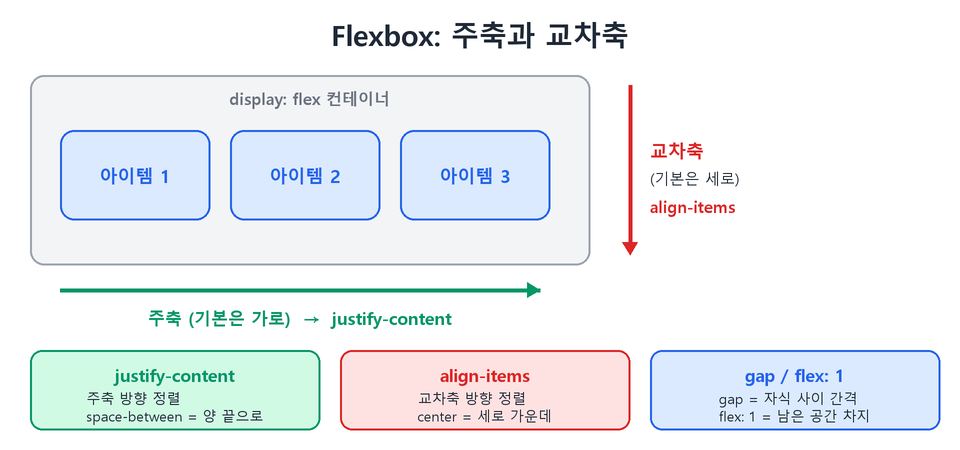 Flexbox: 주축과 교차축
display: flex 컨테이너
아이템 1
아이템 2
아이템 3
교차축
(기본은 세로)
align-items
주축 (기본은 가로) → justify-content
justify-content
주축 방향 정렬
space-between = 양 끝으로
align-items
교차축 방향 정렬
center = 세로 가운데
gap / flex: 1
gap = 자식 사이 간격
flex: 1 = 남은 공간 차지